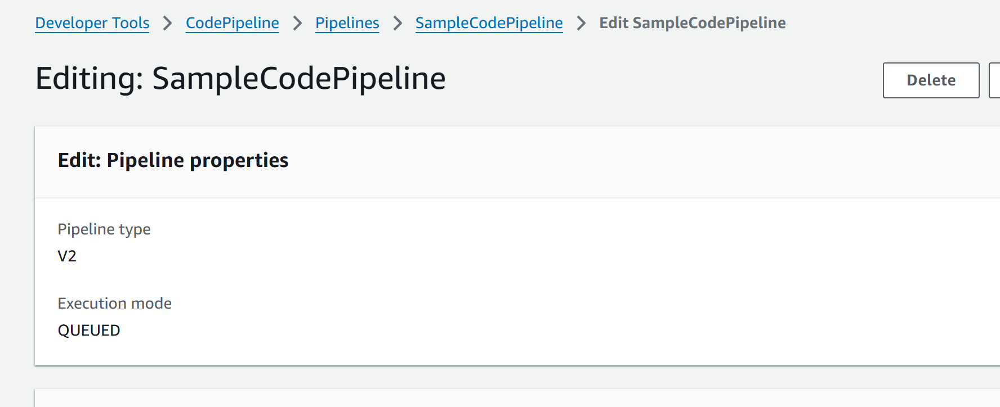 Developer Tools > CodePipeline > Pipelines > SampleCodePipeline > Edit SampleCodePipeline
Editing: SampleCodePipeline
Delete
Edit: Pipeline properties
Pipeline type
V2
Execution mode
QUEUED